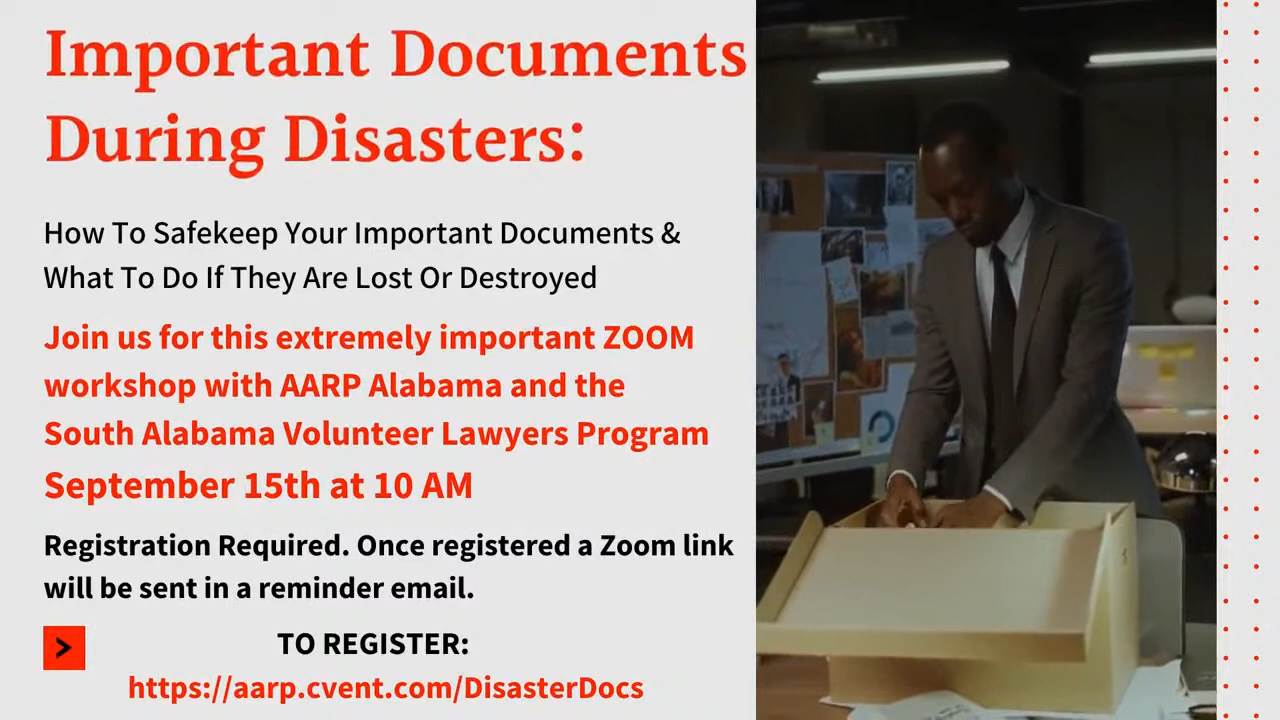 Important Documents
During Disasters:
How To Safekeep Your Important Documents &
What To Do If They Are Lost Or Destroyed
Join us for this extremely important ZOOM
workshop with AARP Alabama and the
South Alabama Volunteer Lawyers Program
September 15th at 10 AM
Registration Required. Once registered a Zoom link
will be sent in a reminder email.
>
TO REGISTER:
https://aarp.cvent.com/DisasterDocs